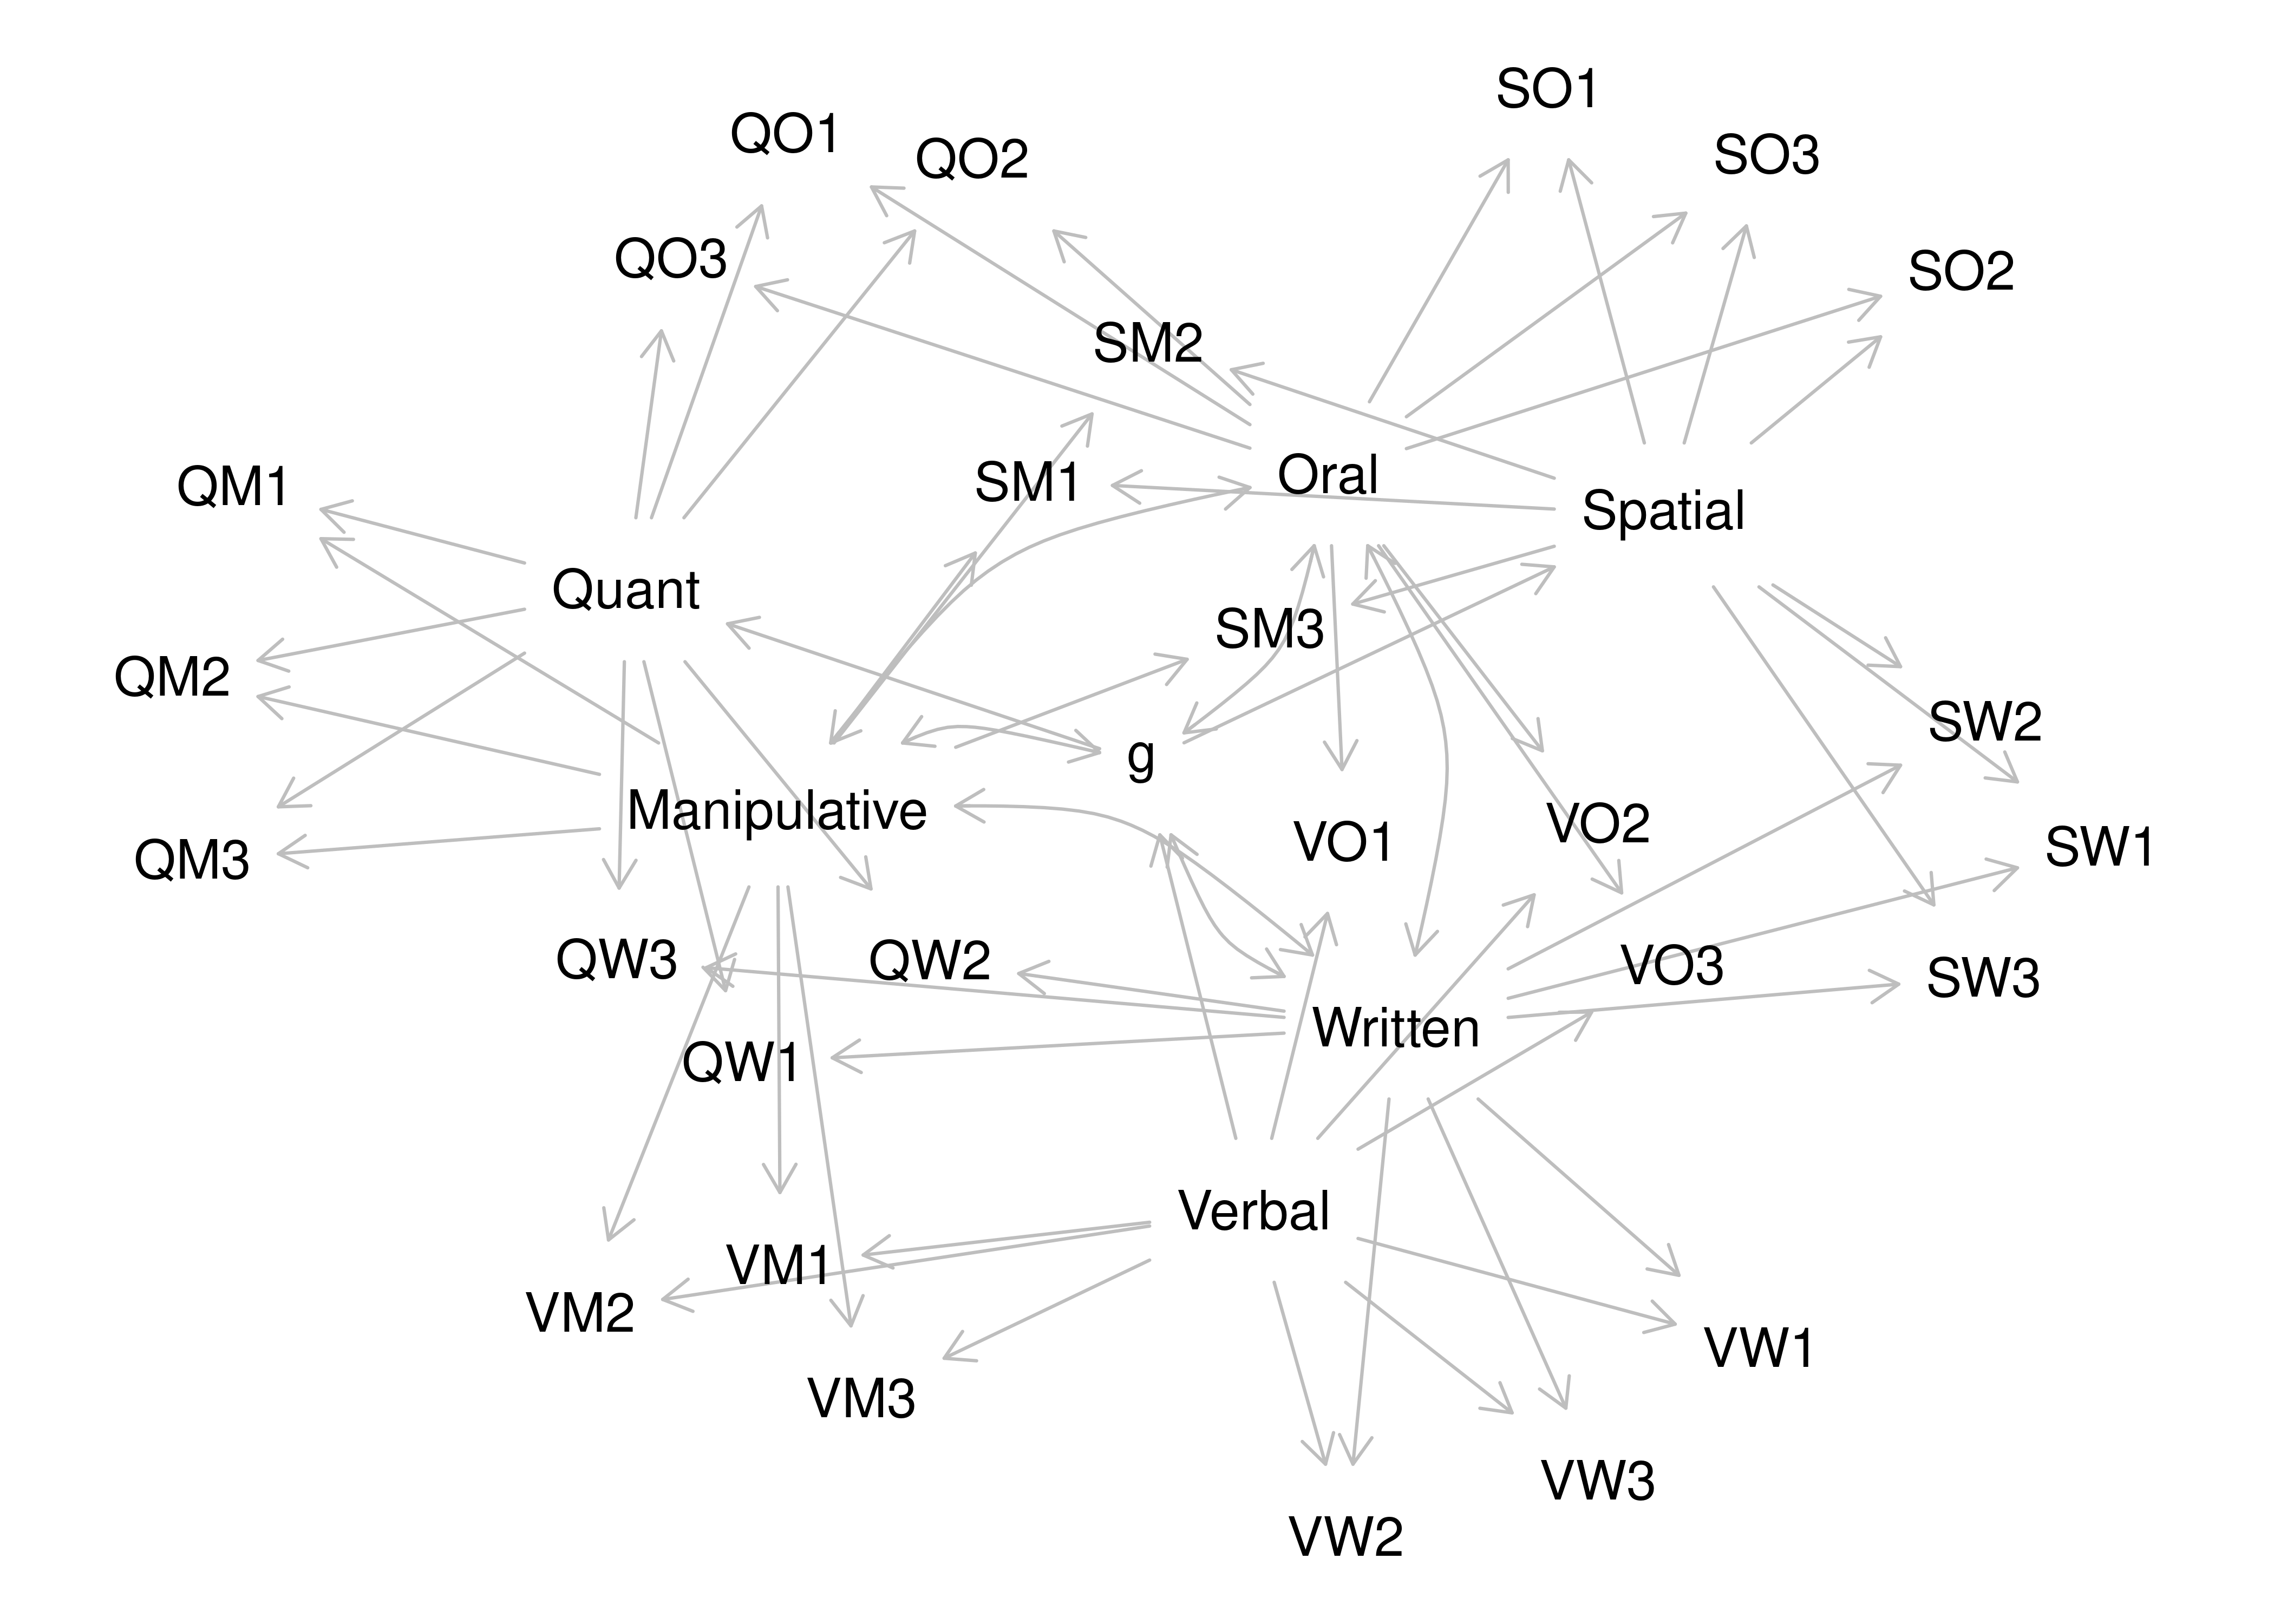 SO1
QO1
SO3
QO2
QO3
SO2
SM2
Oral
SM1
QM1
Spatial
Quant
SM3
QM2
SW2
g
Manipulative
VO2
VO1
SW1
QM3
QW3
QW2
VO3
SW3
Written
QW1
Verbal
VM1
VM2
VW1
VM3
VW3
VW2